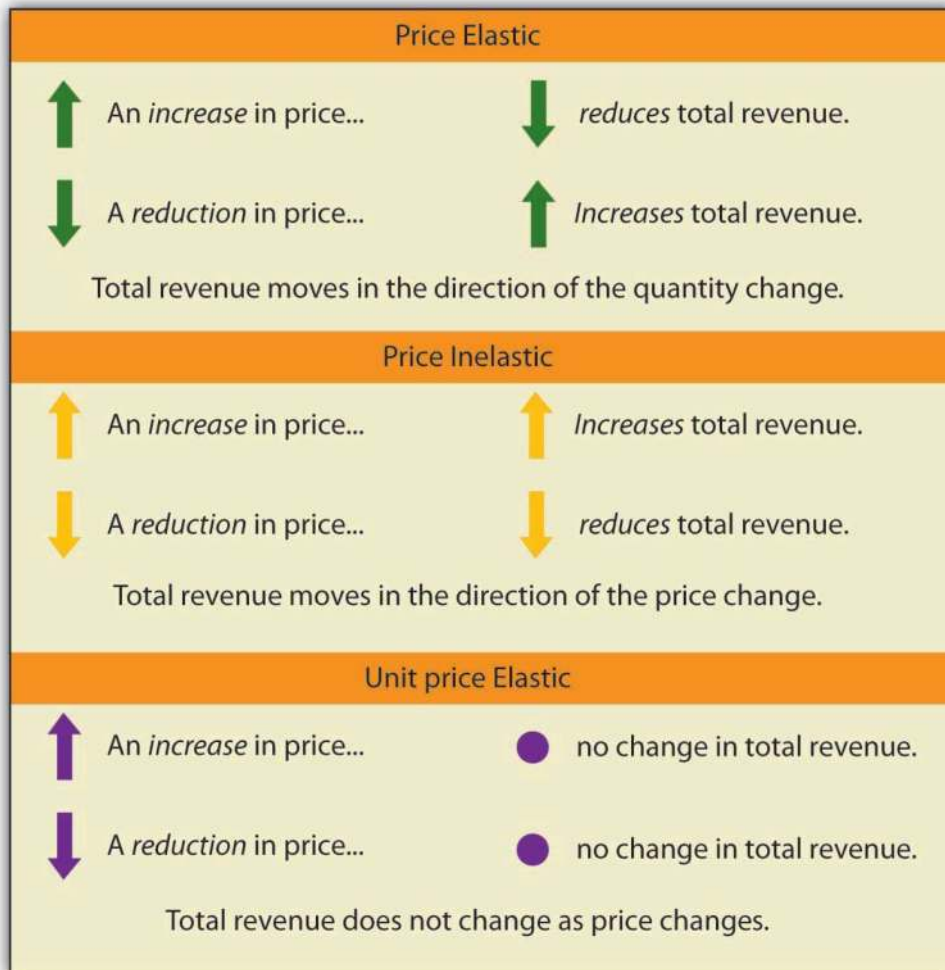 Price Elastic
An increase in price... reduces total revenue.
A reduction in price... Increases total revenue.
Total revenue moves in the direction of the quantity change.
Price Inelastic
An increase in price... Increases total revenue.
A reduction in price... reduces total revenue.
Total revenue moves in the direction of the price change.
Unit price Elastic
An increase in price... no change in total revenue.
A reduction in price... no change in total revenue.
Total revenue does not change as price changes.